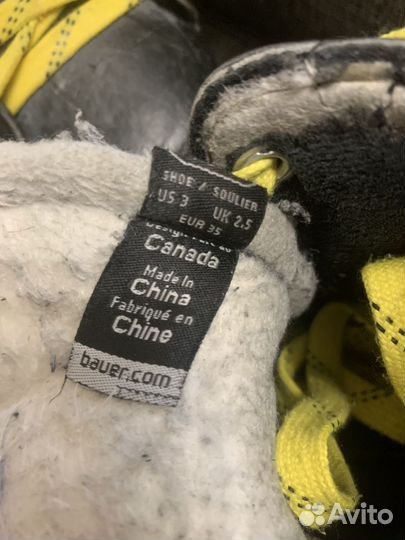 SHOE / SOULIER
US 3 UK 2.5
EUR 35
Canada
Made in
China
Fabriqué en
Chine
bauer.com
Avito